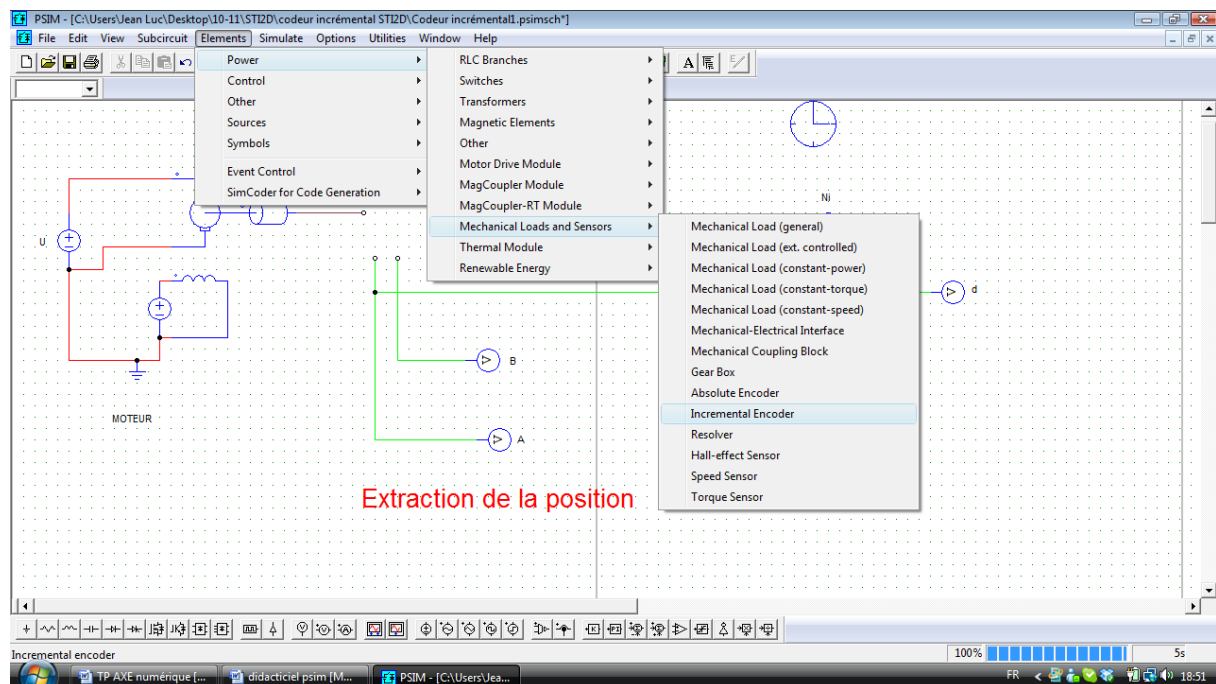 PSIM - [C:\Users\Jean Luc\Desktop\10-11\STI2D\codeur incrémental STI2D\Codeur incrémental1.psimsch*]
File Edit View Subcircuit Elements Simulate Options Utilities Window Help
Power
Control
Other
Sources
Symbols
Event Control
SimCoder for Code Generation
RLC Branches
Switches
Transformers
Magnetic Elements
Other
Motor Drive Module
MagCoupler Module
MagCoupler-RT Module
Mechanical Loads and Sensors
Thermal Module
Renewable Energy
Mechanical Load (general)
Mechanical Load (ext. controlled)
Mechanical Load (constant-power)
Mechanical Load (constant-torque)
Mechanical Load (constant-speed)
Mechanical-Electrical Interface
Mechanical Coupling Block
Gear Box
Absolute Encoder
Incremental Encoder
Resolver
Hall-effect Sensor
Speed Sensor
Torque Sensor
Nj
U
d
B
MOTEUR
A
Extraction de la position
Incremental encoder
100%
5s
TP AXE numérique [...
didacticiel psim [M...
PSIM - [C:\Users\Jea...
FR
18:51